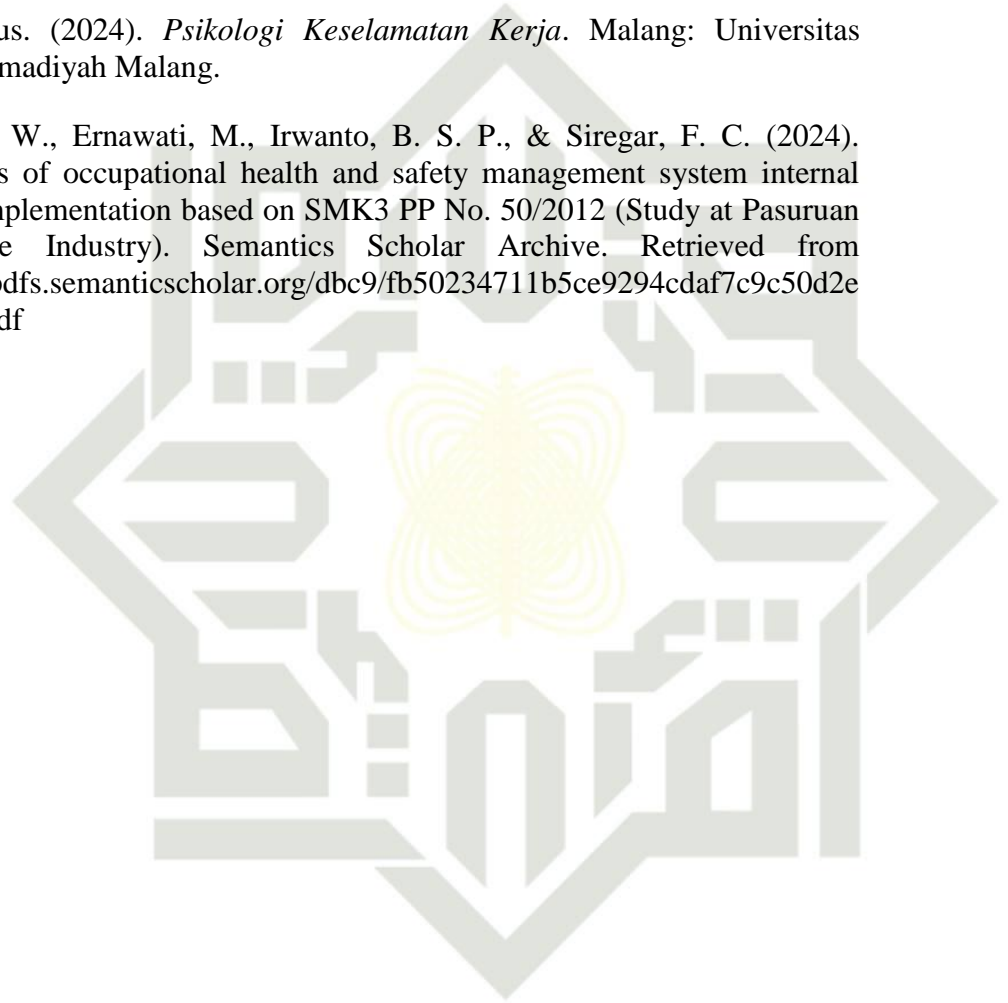 us. (2024). Psikologi Keselamatan Kerja. Malang: Universitas
madiyah Malang.
W., Ernawati, M., Irwanto, B. S. P., & Siregar, F. C. (2024).
s of occupational health and safety management system internal
mplementation based on SMK3 PP No. 50/2012 (Study at Pasuruan
e Industry). Semantics Scholar Archive. Retrieved from
pdfs.semanticscholar.org/dbc9/fb50234711b5ce9294cdaf7c9c50d2e
df